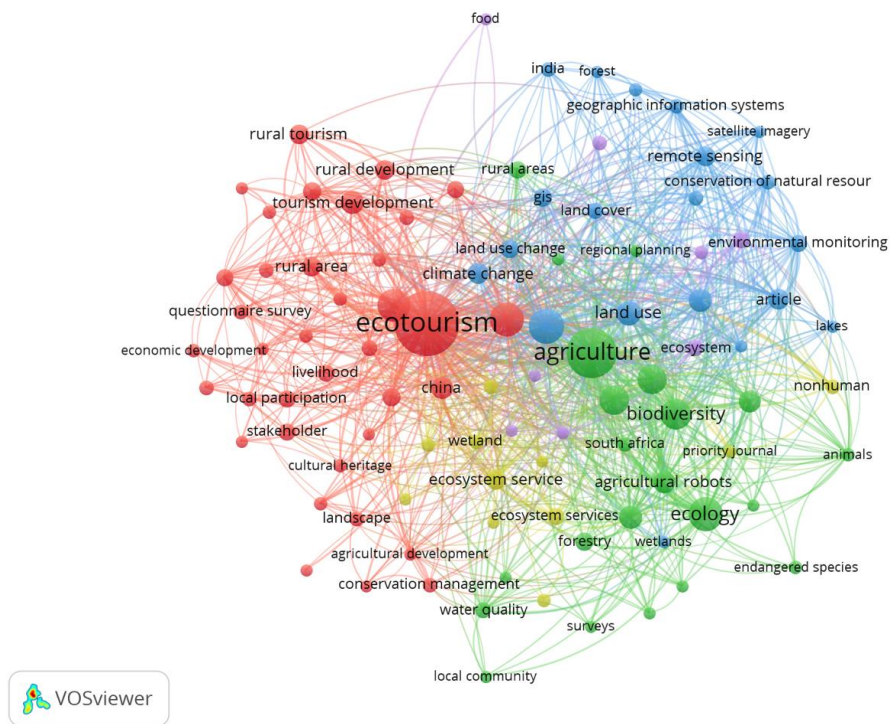 food
india
forest
geographic information systems
rural tourism
satellite imagery
remote sensing
rural development
rural areas
conservation of natural resour
gis
tourism development
land cover
land use change
regional planning
environmental monitoring
rural area
climate change
article
questionnaire survey
ecotourism
land use
lakes
economic development
agriculture
ecosystem
livelihood
nonhuman
china
local participation
biodiversity
stakeholder
wetland
south africa
priority journal
animals
cultural heritage
ecosystem service
agricultural robots
landscape
ecosystem services
ecology
forestry
wetlands
agricultural development
endangered species
conservation management
water quality
surveys
local community
VOSviewer